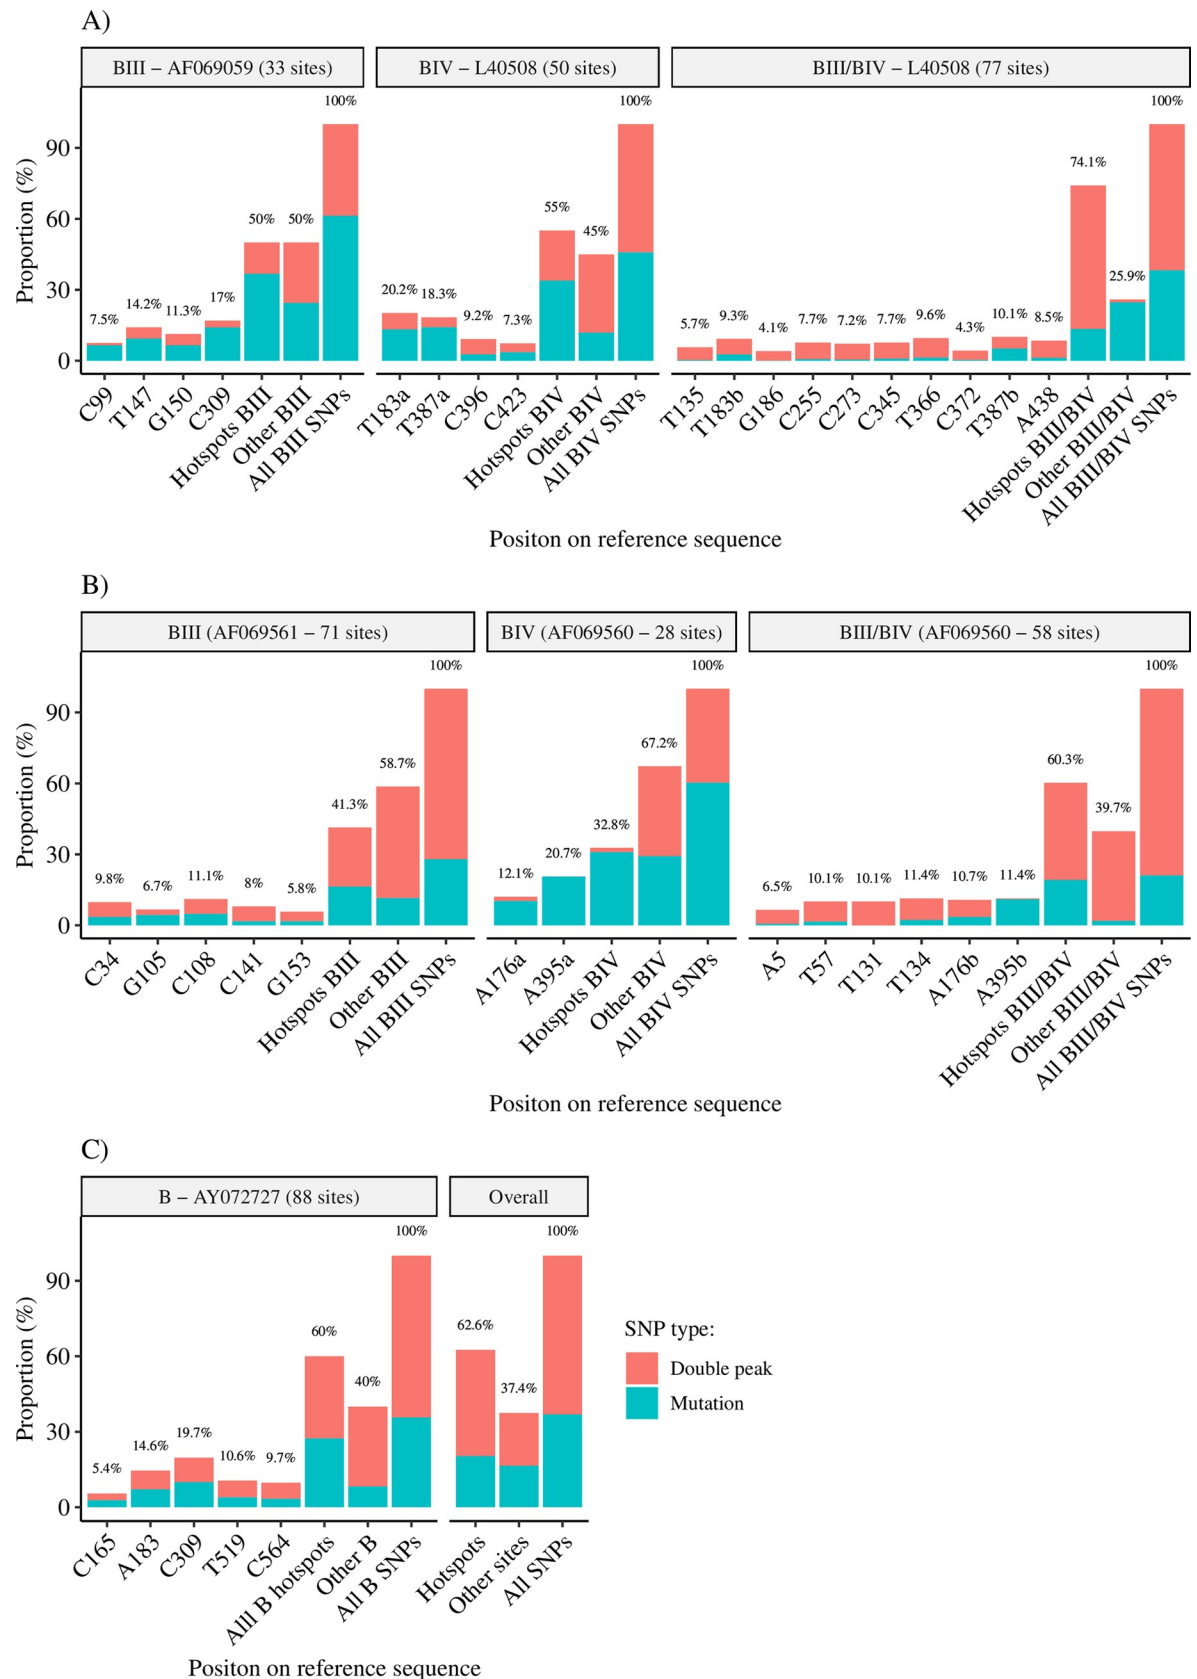 A)
BIII − AF069059 (33 sites)
BIV − L40508 (50 sites)
BIII/BIV − L40508 (77 sites)
Proportion (%)
90
60
30
0
7.5%
14.2%
11.3%
17%
50%
50%
100%
20.2%
18.3%
9.2%
7.3%
55%
45%
100%
5.7%
9.3%
4.1%
7.7%
7.2%
7.7%
9.6%
4.3%
10.1%
8.5%
74.1%
25.9%
100%
C99
T147
G150
C309
Hotspots BIII
Other BIII
All BIII SNPs
T183a
T387a
C396
C423
Hotspots BIV
Other BIV
All BIV SNPs
T135
T183b
G186
C255
C273
C345
T366
C372
T387b
A438
Hotspots BIII/BIV
Other BIII/BIV
All BIII/BIV SNPs
Positon on reference sequence
B)
BIII (AF069561 − 71 sites)
BIV (AF069560 − 28 sites)
BIII/BIV (AF069560 − 58 sites)
Proportion (%)
90
60
30
0
9.8%
6.7%
11.1%
8%
5.8%
41.3%
58.7%
100%
12.1%
20.7%
32.8%
67.2%
100%
6.5%
10.1%
10.1%
11.4%
10.7%
11.4%
60.3%
39.7%
100%
C34
G105
C108
C141
G153
Hotspots BIII
Other BIII
All BIII SNPs
A176a
A395a
Hotspots BIV
Other BIV
All BIV SNPs
A5
T57
T131
T134
A176b
A395b
Hotspots BIII/BIV
Other BIII/BIV
All BIII/BIV SNPs
Positon on reference sequence
C)
B − AY072727 (88 sites)
Overall
Proportion (%)
90
60
30
0
5.4%
14.6%
19.7%
10.6%
9.7%
60%
40%
100%
62.6%
37.4%
100%
C165
A183
C309
T519
C564
Alll B hotspots
Other B
All B SNPs
Hotspots
Other sites
All SNPs
Positon on reference sequence
SNP type:
Double peak
Mutation